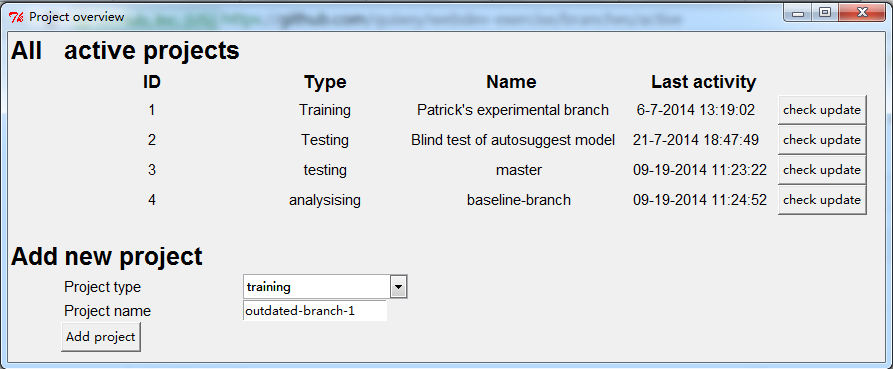 Project overview
All active projects
ID Type Name Last activity
1 Training Patrick's experimental branch 6-7-2014 13:19:02 check update
2 Testing Blind test of autosuggest model 21-7-2014 18:47:49 check update
3 testing master 09-19-2014 11:23:22 check update
4 analysising baseline-branch 09-19-2014 11:24:52 check update
Add new project
Project type training
Project name outdated-branch-1
Add project